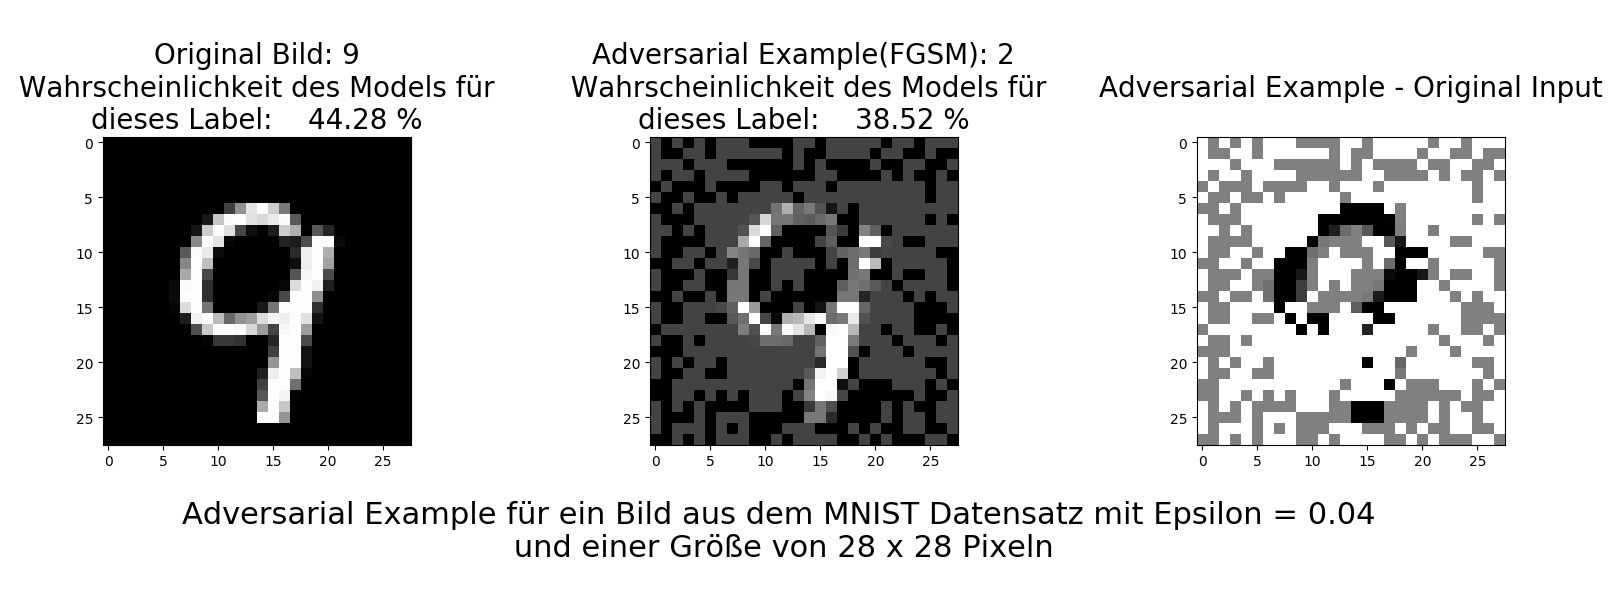 Original Bild: 9
Wahrscheinlichkeit des Models für
dieses Label: 44.28 %
0
5
10
15
20
25
0 5 10 15 20 25
Adversarial Example(FGSM): 2
Wahrscheinlichkeit des Models für
dieses Label: 38.52 %
0
5
10
15
20
25
0 5 10 15 20 25
Adversarial Example - Original Input
0
5
10
15
20
25
0 5 10 15 20 25
Adversarial Example für ein Bild aus dem MNIST Datensatz mit Epsilon = 0.04
und einer Größe von 28 x 28 Pixeln